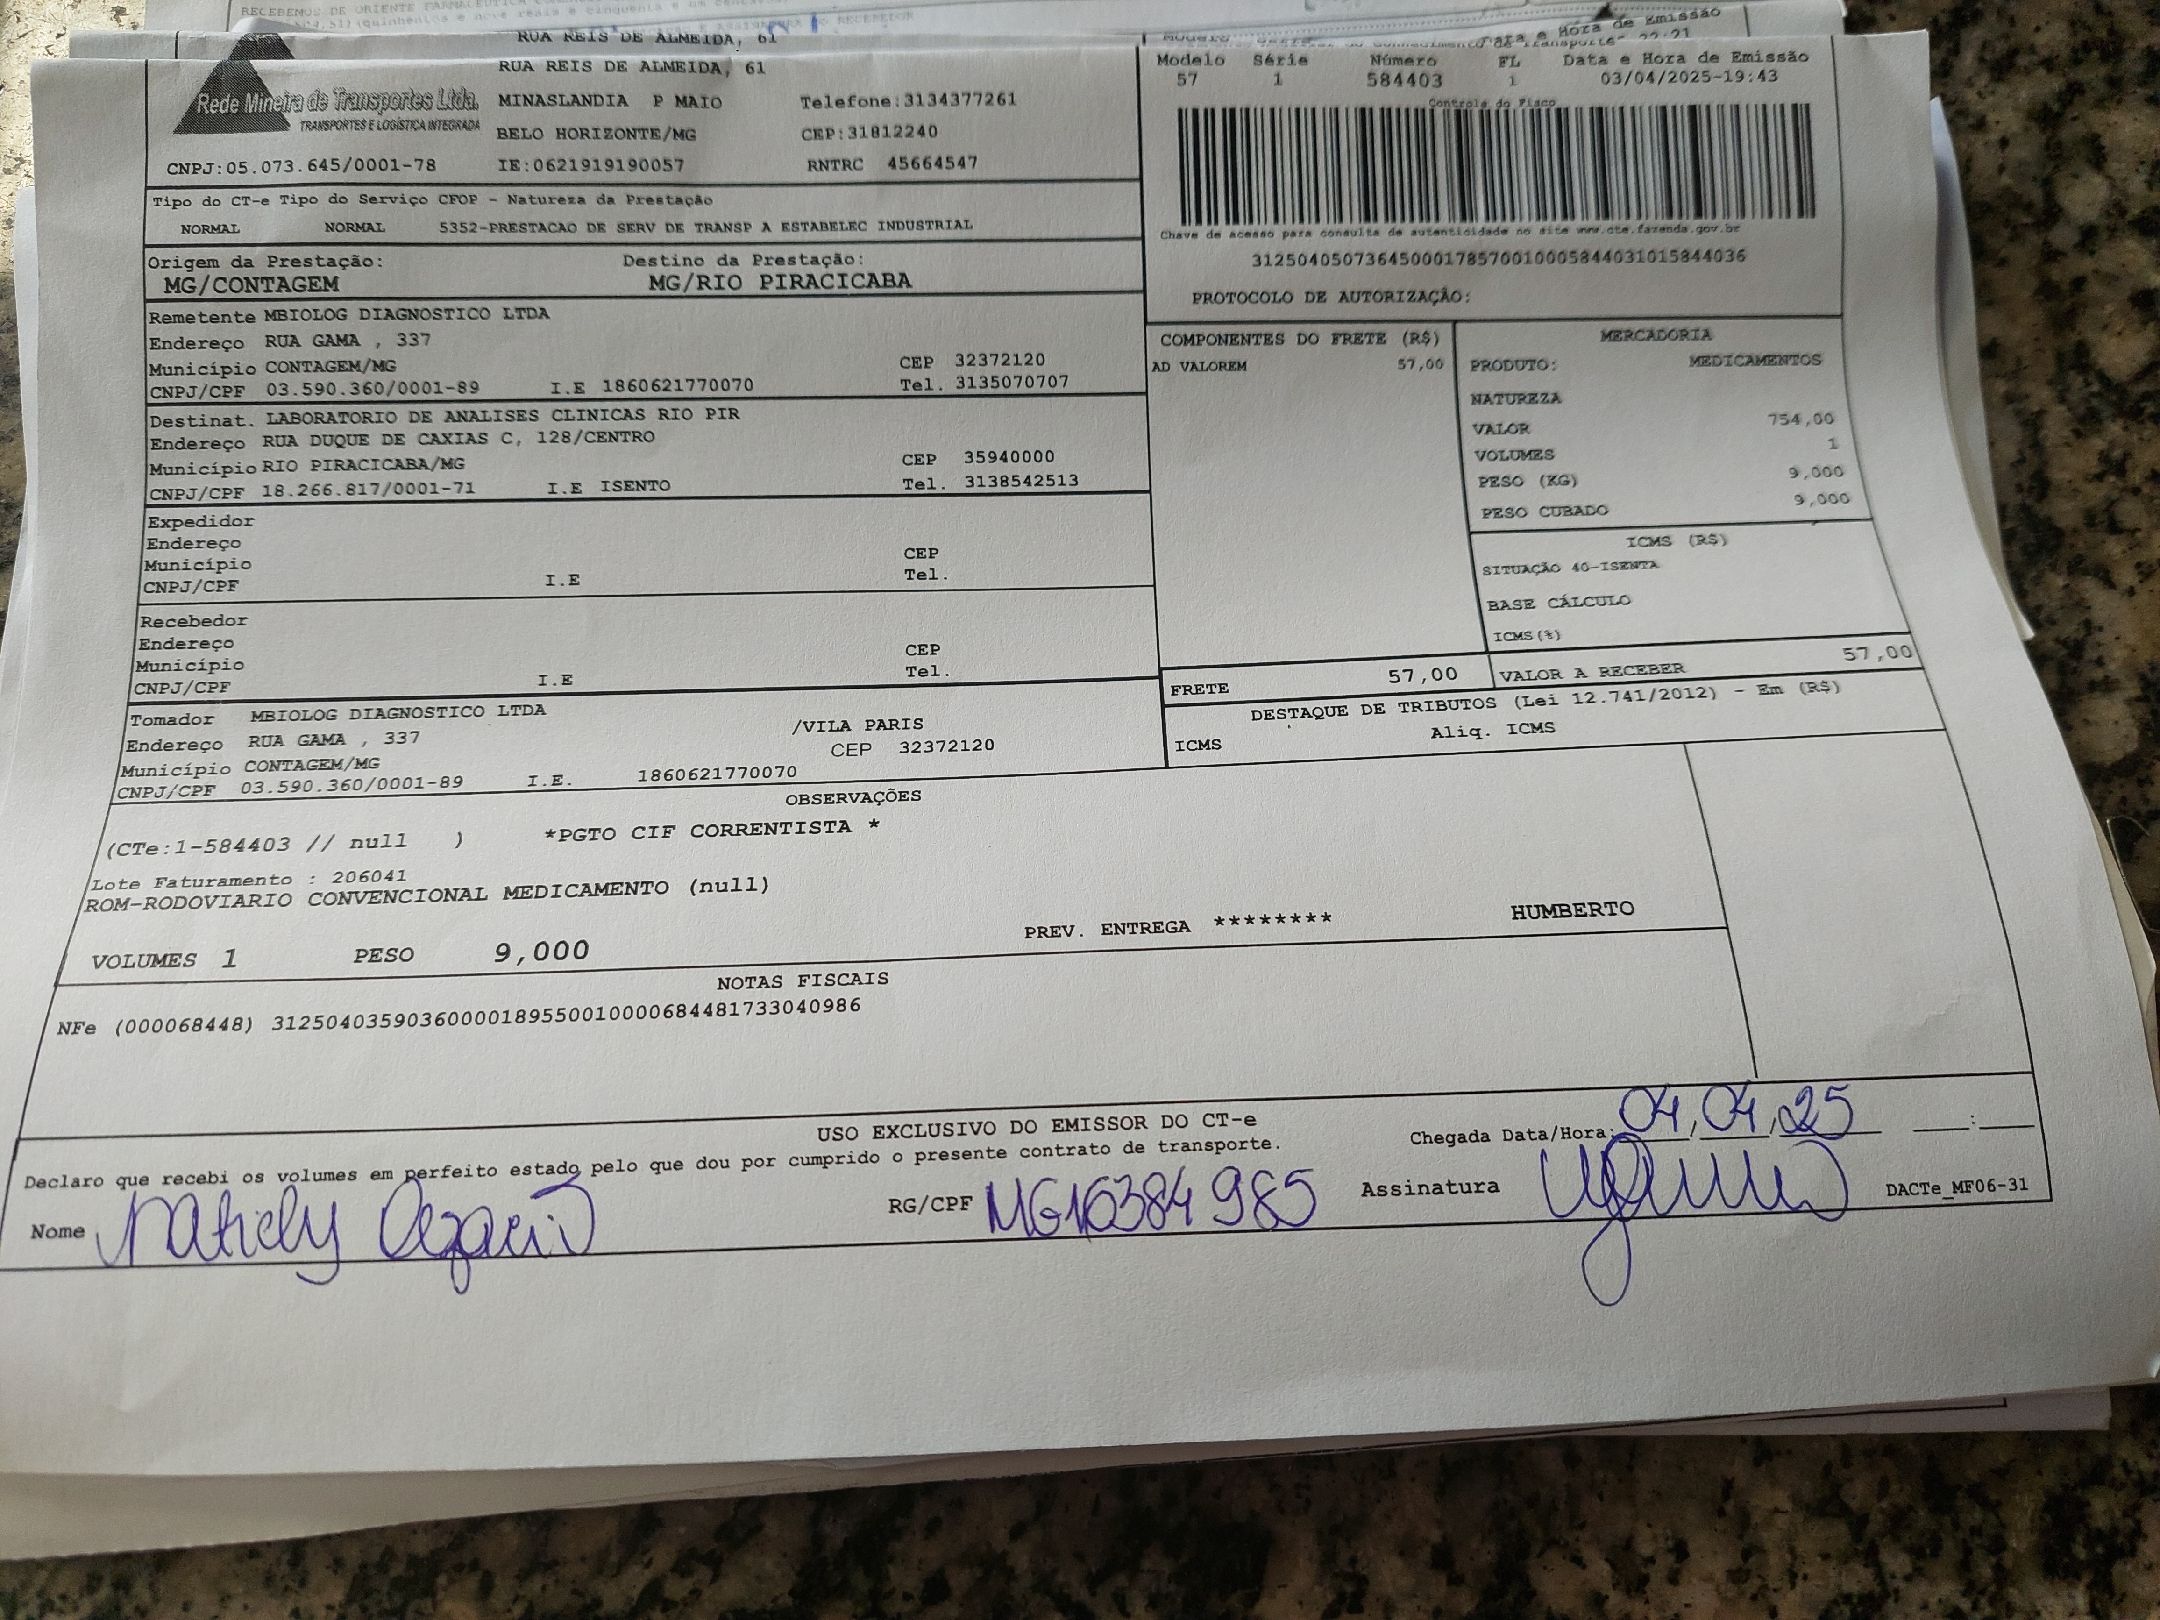 RECEBEMOS DE ORIENTE FARMACEUTICA
(Quinhentos e nove reais e cinquenta e um
RECEBEDOR
Data e Hora de Emissão
RUA REIS DE ALMEIDA, 61
22:21
RUA REIS DE ALMEIDA, 61
Rede Mineira de Transportes Ltda.
TRANSPORTES E LOGÍSTICA INTEGRADA
MINASLANDIA P MAIO Telefone:3134377261
BELO HORIZONTE/MG CEP:31812240
CNPJ:05.073.645/0001-78 IE:0621919190057 RNTRC 45664547
Modelo Série Número FL Data e Hora de Emissão
57 1 584403 1 03/04/2025-19:43
Controle do Fisco
Chave de acesso para consulta de autenticidade no site www.cte.fazenda.gov.br
31250405073645000178570010005844031015844036
PROTOCOLO DE AUTORIZAÇÃO:
Tipo do CT-e Tipo do Serviço CFOP - Natureza da Prestação
NORMAL NORMAL 5352-PRESTACAO DE SERV DE TRANSP A ESTABELEC INDUSTRIAL
Origem da Prestação: Destino da Prestação:
MG/CONTAGEM MG/RIO PIRACICABA
Remetente MBIOLOG DIAGNOSTICO LTDA
Endereço RUA GAMA , 337
Município CONTAGEM/MG CEP 32372120
CNPJ/CPF 03.590.360/0001-89 I.E 1860621770070 Tel. 3135070707
Destinat. LABORATORIO DE ANALISES CLINICAS RIO PIR
Endereço RUA DUQUE DE CAXIAS C, 128/CENTRO
Município RIO PIRACICABA/MG CEP 35940000
CNPJ/CPF 18.266.817/0001-71 I.E ISENTO Tel. 3138542513
Expedidor
Endereço
Município CEP
CNPJ/CPF I.E Tel.
Recebedor
Endereço
Município CEP
CNPJ/CPF I.E Tel.
Tomador MBIOLOG DIAGNOSTICO LTDA
Endereço RUA GAMA , 337 /VILA PARIS
Município CONTAGEM/MG CEP 32372120
CNPJ/CPF 03.590.360/0001-89 I.E. 1860621770070
COMPONENTES DO FRETE (R$)
AD VALOREM 57,00
MERCADORIA
PRODUTO: MEDICAMENTOS
NATUREZA
VALOR 754,00
VOLUMES 1
PESO (KG) 9,000
PESO CUBADO 9,000
ICMS (R$)
SITUAÇÃO 40-ISENTA
BASE CÁLCULO
ICMS(%)
FRETE 57,00 VALOR A RECEBER 57,00
DESTAQUE DE TRIBUTOS (Lei 12.741/2012) - Em (R$)
ICMS Aliq. ICMS
OBSERVAÇÕES
(CTe:1-584403 // null ) *PGTO CIF CORRENTISTA *
Lote Faturamento : 206041
ROM-RODOVIARIO CONVENCIONAL MEDICAMENTO (null)
VOLUMES 1 PESO 9,000 PREV. ENTREGA ******** HUMBERTO
NOTAS FISCAIS
NFe (000068448) 31250403590360000189550010000684481733040986
USO EXCLUSIVO DO EMISSOR DO CT-e
Chegada Data/Hora: 04,04,25 :
Declaro que recebi os volumes em perfeito estado pelo que dou por cumprido o presente contrato de transporte.
Nome RG/CPF MG16384985 Assinatura DACTe_MF06-31